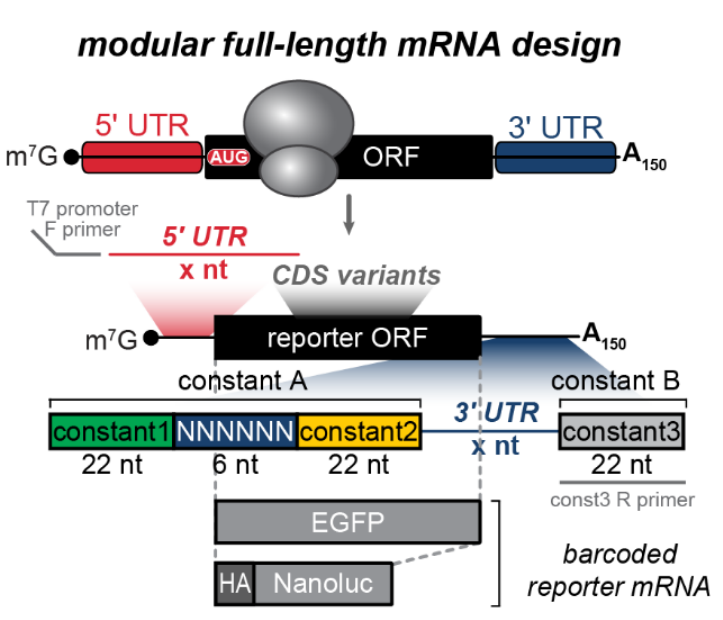 modular full-length mRNA design
5' UTR
3' UTR
m⁷G
AUG
ORF
A₁₅₀
T7 promoter
F primer
5' UTR
x nt
CDS variants
m⁷G
reporter ORF
A₁₅₀
constant A
constant B
constant1
NNNNNN
constant2
3' UTR
x nt
constant3
22 nt
6 nt
22 nt
22 nt
const3 R primer
EGFP
HA
Nanoluc
barcoded
reporter mRNA